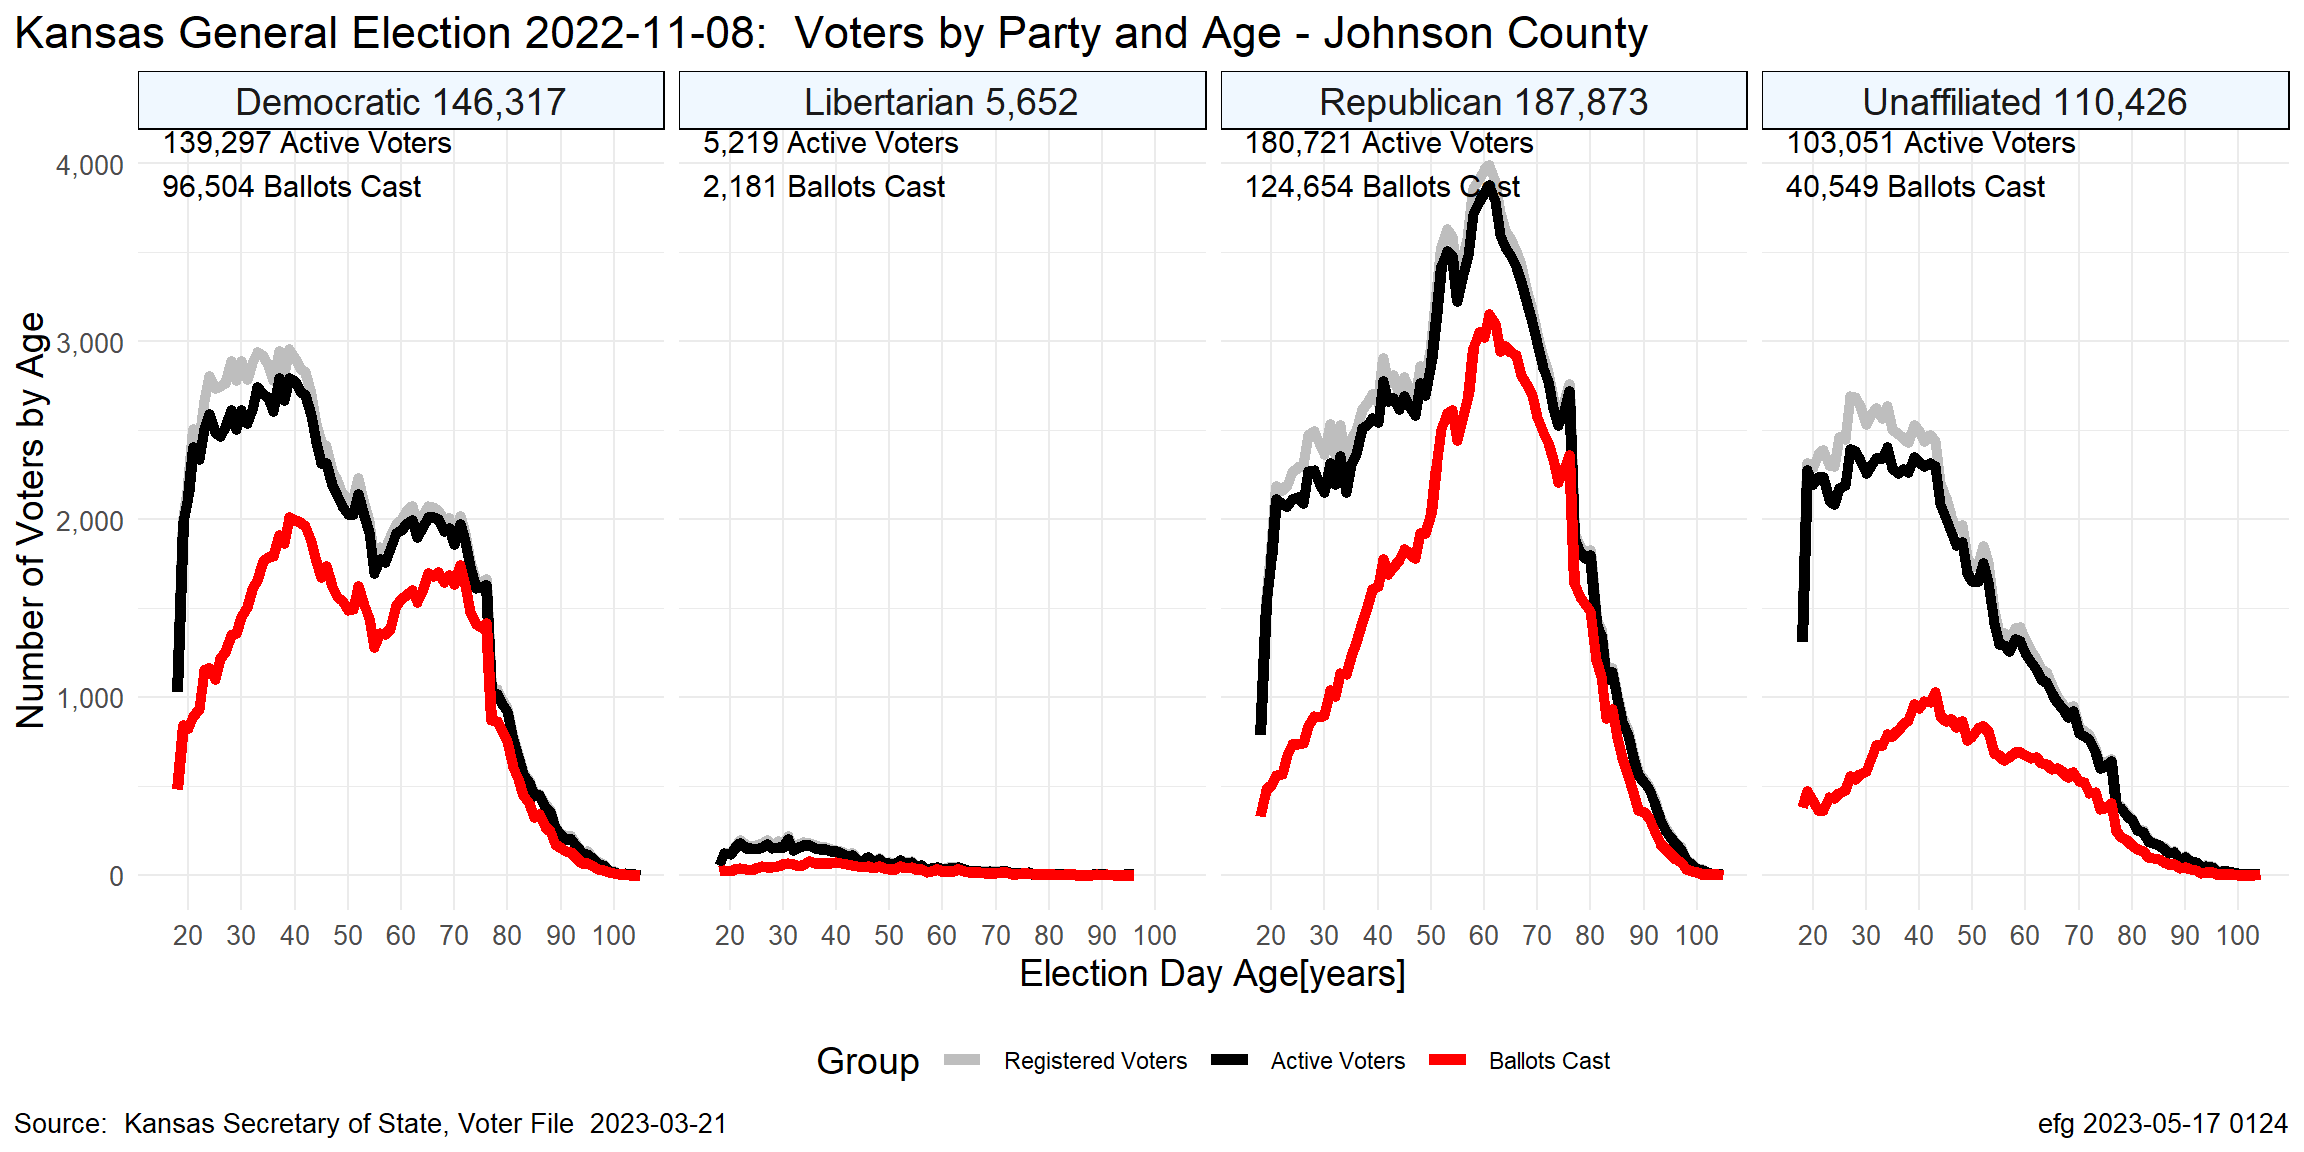 Kansas General Election 2022-11-08:  Voters by Party and Age - Johnson County
Democratic 146,317
Libertarian 5,652
Republican 187,873
Unaffiliated 110,426
139,297 Active Voters
96,504 Ballots Cast
5,219 Active Voters
2,181 Ballots Cast
180,721 Active Voters
124,654 Ballots Cast
103,051 Active Voters
40,549 Ballots Cast
Number of Voters by Age
4,000
3,000
2,000
1,000
0
20 30 40 50 60 70 80 90 100
20 30 40 50 60 70 80 90 100
20 30 40 50 60 70 80 90 100
20 30 40 50 60 70 80 90 100
Election Day Age[years]
Group Registered Voters Active Voters Ballots Cast
Source:  Kansas Secretary of State, Voter File  2023-03-21
efg 2023-05-17 0124